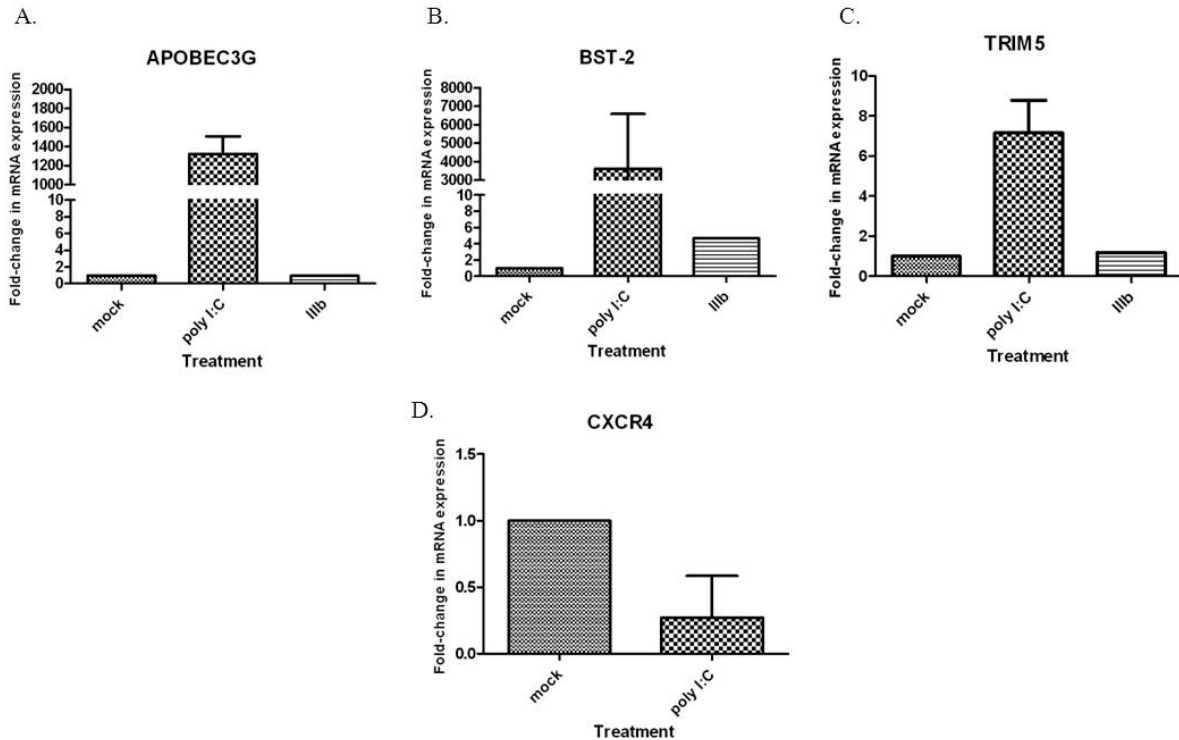 A.
APOBEC3G
Fold-change in mRNA expression
2000
1800
1600
1400
1200
1000
10
8
6
4
2
0
mock
poly I:C
IIIb
Treatment
B.
BST-2
Fold-change in mRNA expression
8000
7000
6000
5000
4000
3000
10
8
6
4
2
0
mock
poly I:C
IIIb
Treatment
C.
TRIM5
Fold-change in mRNA expression
10
8
6
4
2
0
mock
poly I:C
IIIb
Treatment
D.
CXCR4
Fold-change in mRNA expression
1.5
1.0
0.5
0.0
mock
poly I:C
Treatment